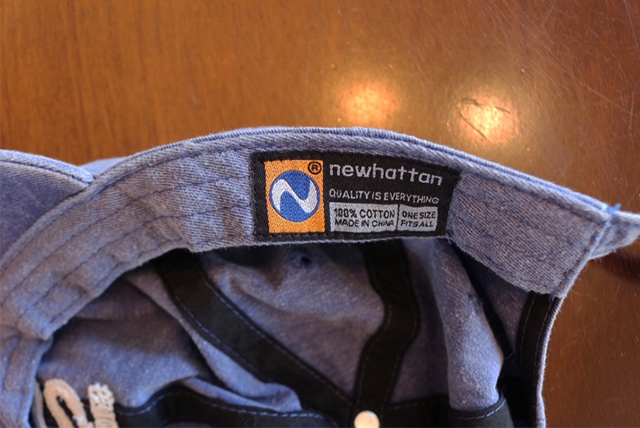 ® newhattan
QUALITY IS EVERYTHING
100% COTTON
MADE IN CHINA
ONE SIZE
FITS ALL